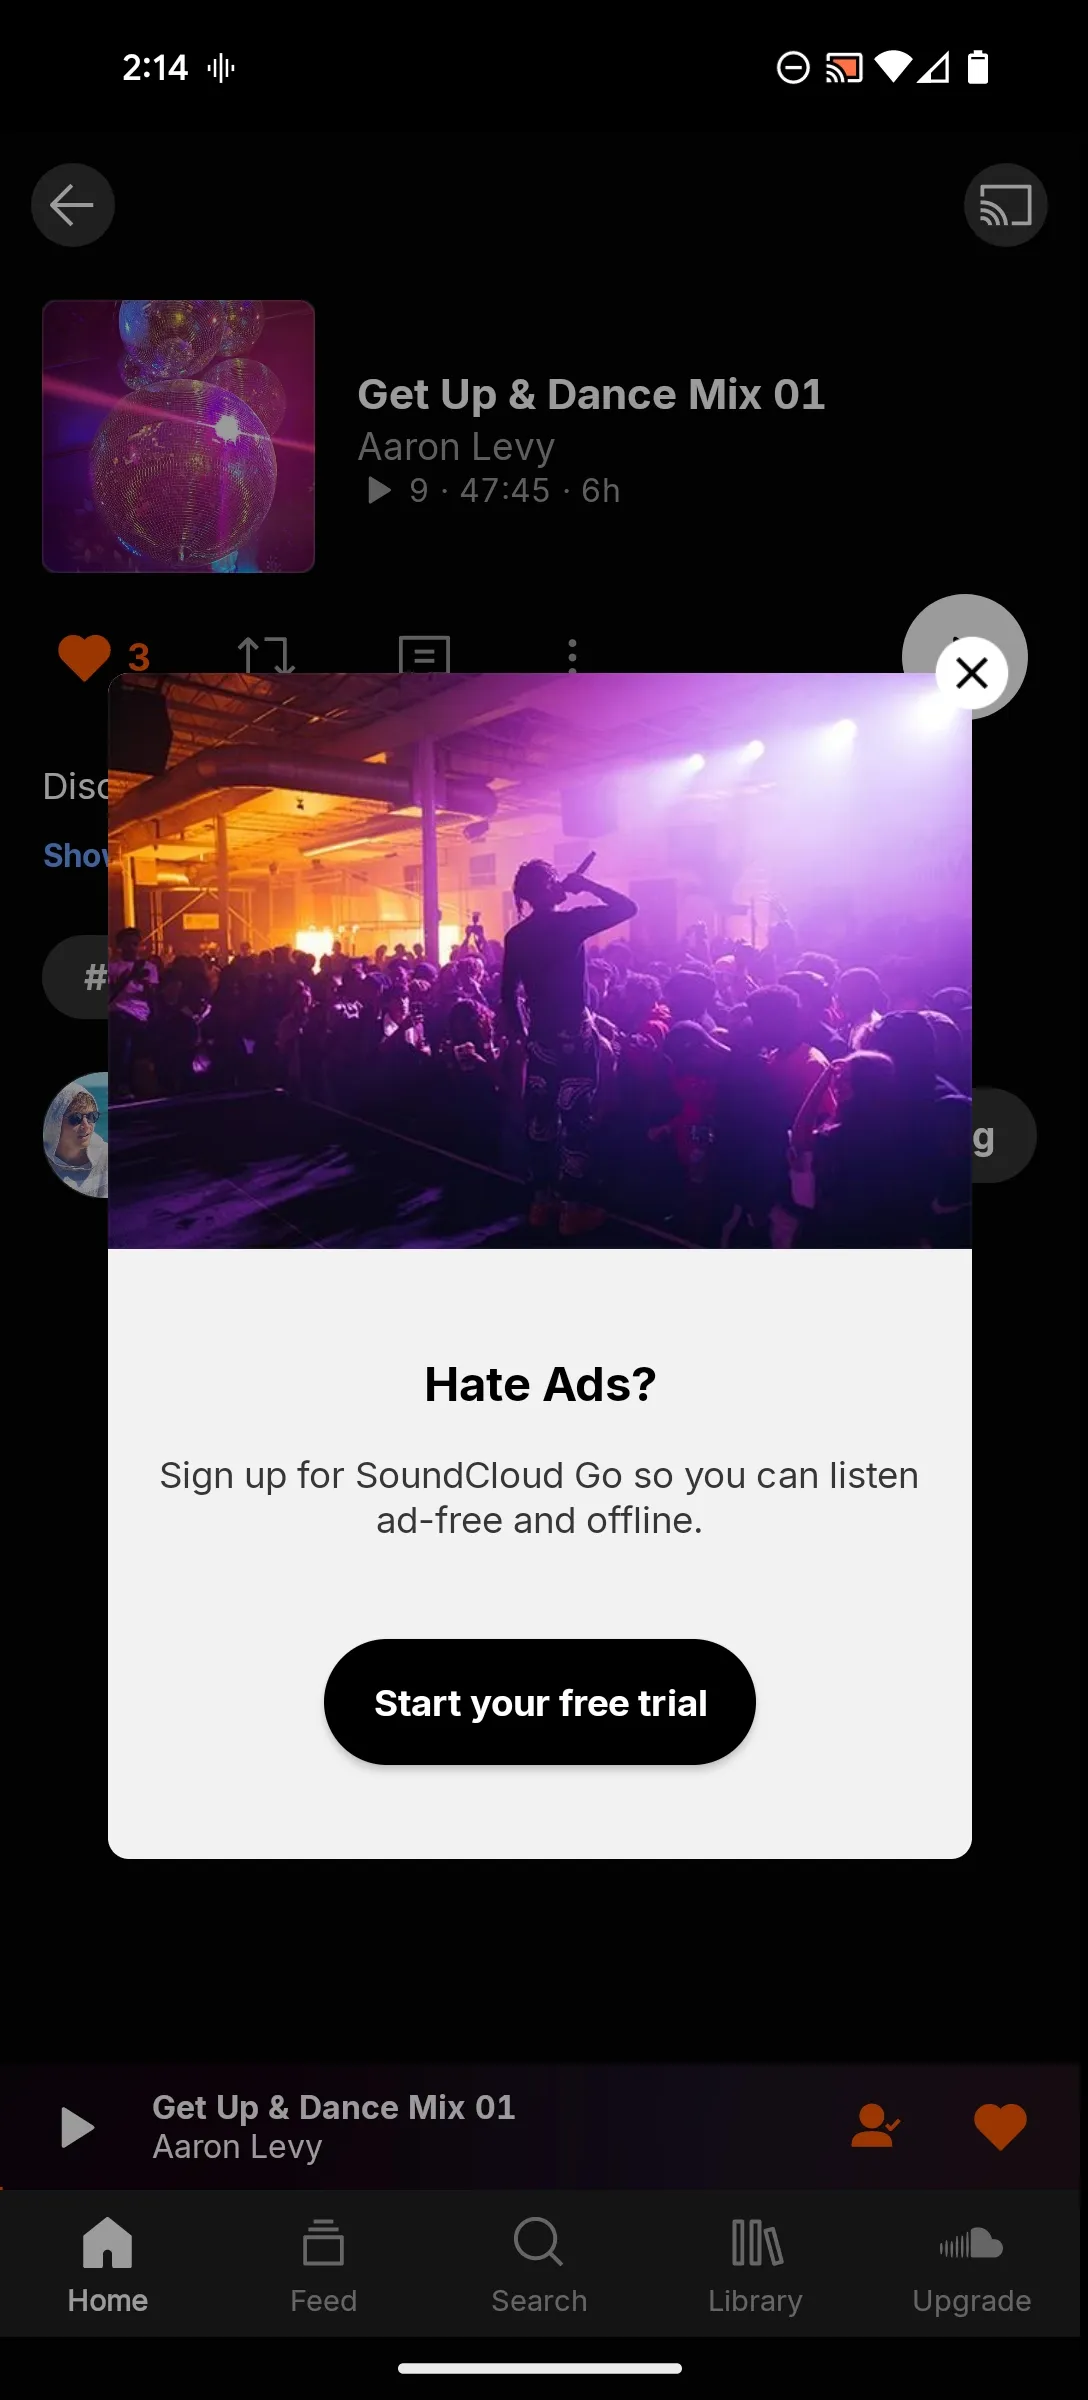 2:14
Get Up & Dance Mix 01
Aaron Levy
9 · 47:45 · 6h
3
Disc
Show
#
g
Hate Ads?
Sign up for SoundCloud Go so you can listen
ad-free and offline.
Start your free trial
Get Up & Dance Mix 01
Aaron Levy
Home
Feed
Search
Library
Upgrade